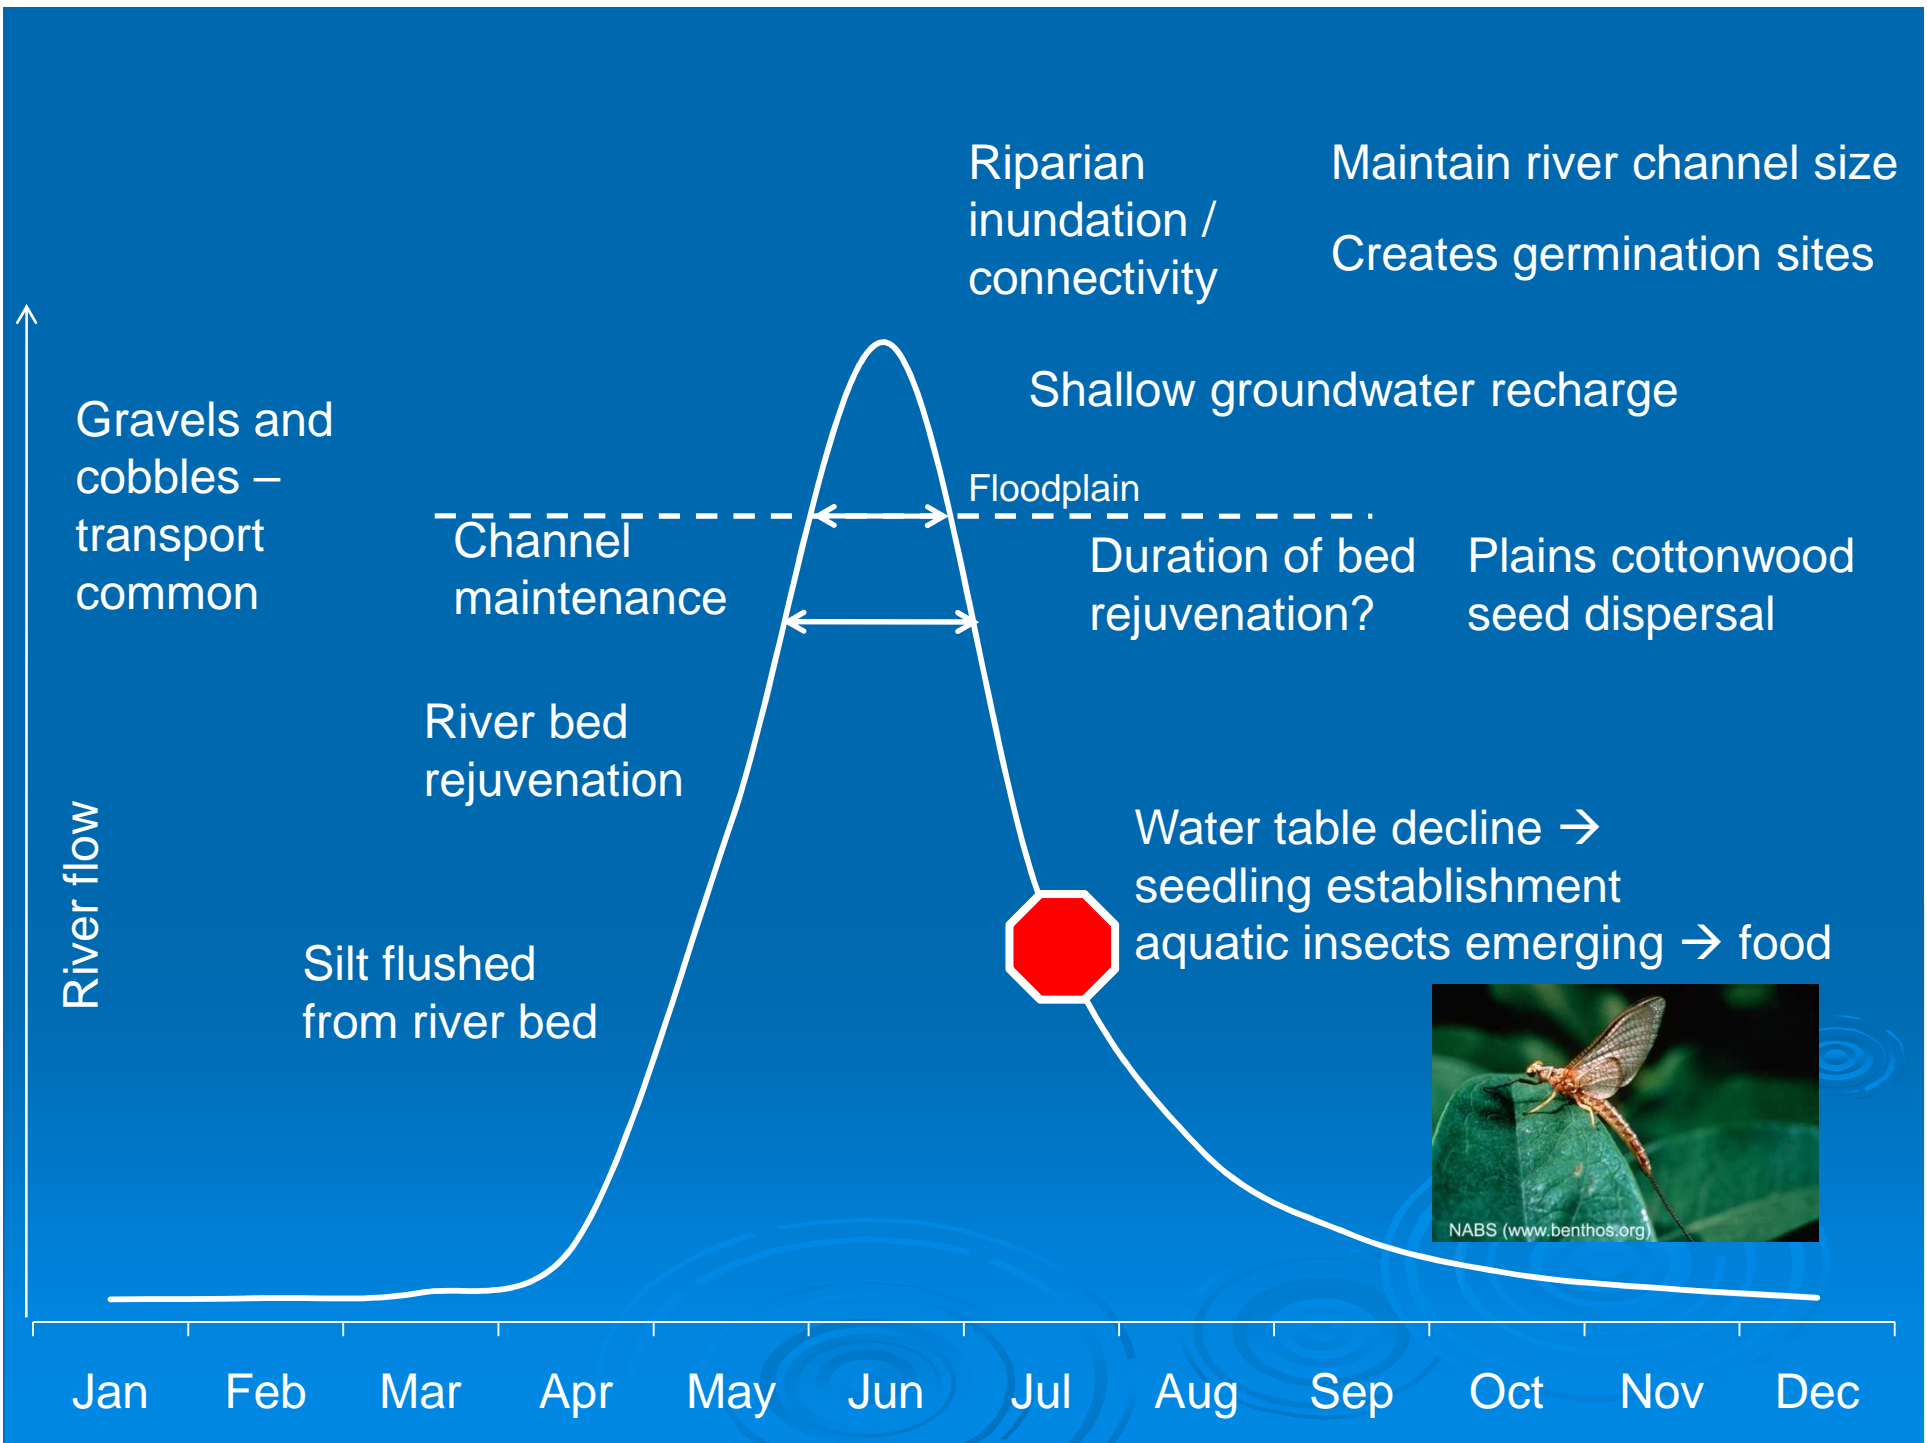 Riparian
inundation /
connectivity
Maintain river channel size
Creates germination sites
Shallow groundwater recharge
Gravels and
cobbles –
transport
common
Floodplain
Channel
maintenance
Duration of bed
rejuvenation?
Plains cottonwood
seed dispersal
River bed
rejuvenation
River flow
Water table decline →
seedling establishment
aquatic insects emerging → food
Silt flushed
from river bed
NABS (www.benthos.org)
Jan Feb Mar Apr May Jun Jul Aug Sep Oct Nov Dec